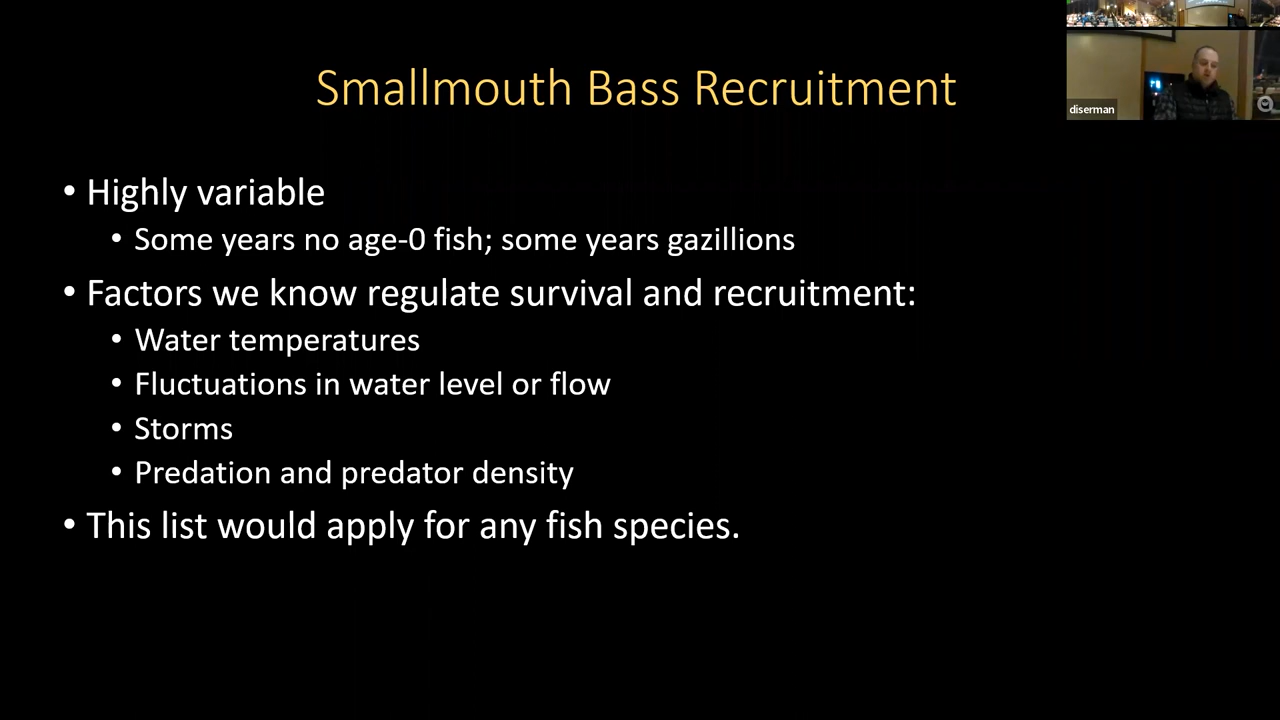 Smallmouth Bass Recruitment
diserman
• Highly variable
• Some years no age-0 fish; some years gazillions
• Factors we know regulate survival and recruitment:
• Water temperatures
• Fluctuations in water level or flow
• Storms
• Predation and predator density
• This list would apply for any fish species.